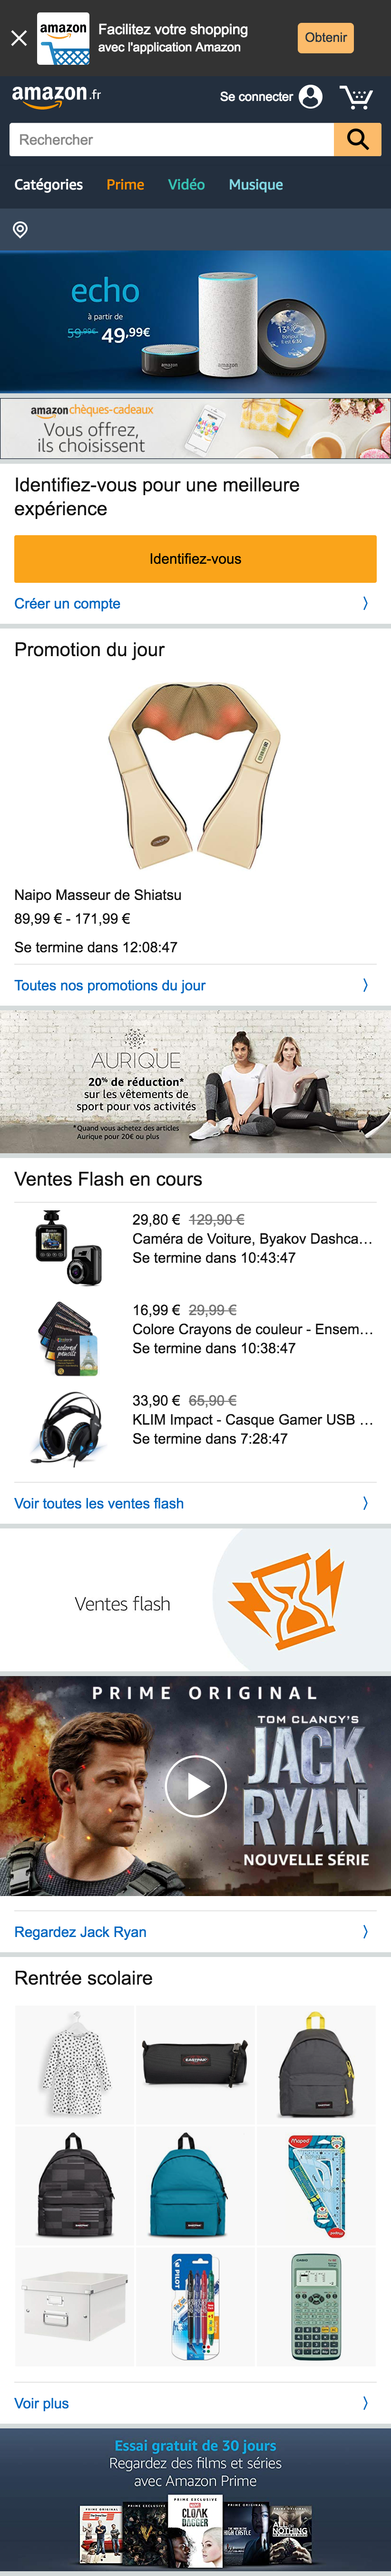 amazon
Facilitez votre shopping
avec l'application Amazon
Obtenir
amazon.fr
Se connecter
Rechercher
Catégories Prime Vidéo Musique
echo
à partir de
59,99€ 49,99€
amazon chèques-cadeaux
Vous offrez,
ils choisissent
Identifiez-vous pour une meilleure
expérience
Identifiez-vous
Créer un compte
Promotion du jour
Naipo Masseur de Shiatsu
89,99 € - 171,99 €
Se termine dans 12:08:47
Toutes nos promotions du jour
AURIQUE
20% de réduction*
sur les vêtements de
sport pour vos activités
*Quand vous achetez des articles
Aurique pour 20€ ou plus
Ventes Flash en cours
29,80 € 129,90 €
Caméra de Voiture, Byakov Dashca…
Se termine dans 10:43:47
16,99 € 29,99 €
Colore Crayons de couleur - Ensem…
Se termine dans 10:38:47
33,90 € 65,90 €
KLIM Impact - Casque Gamer USB …
Se termine dans 7:28:47
Voir toutes les ventes flash
Ventes flash
PRIME ORIGINAL
TOM CLANCY'S
JACK
RYAN
NOUVELLE SÉRIE
Regardez Jack Ryan
Rentrée scolaire
EASTPAK
Maped
PILOT
Voir plus
Essai gratuit de 30 jours
Regardez des films et séries
avec Amazon Prime
PRIME EXCLUSIVE
CLOAK
DAGGER